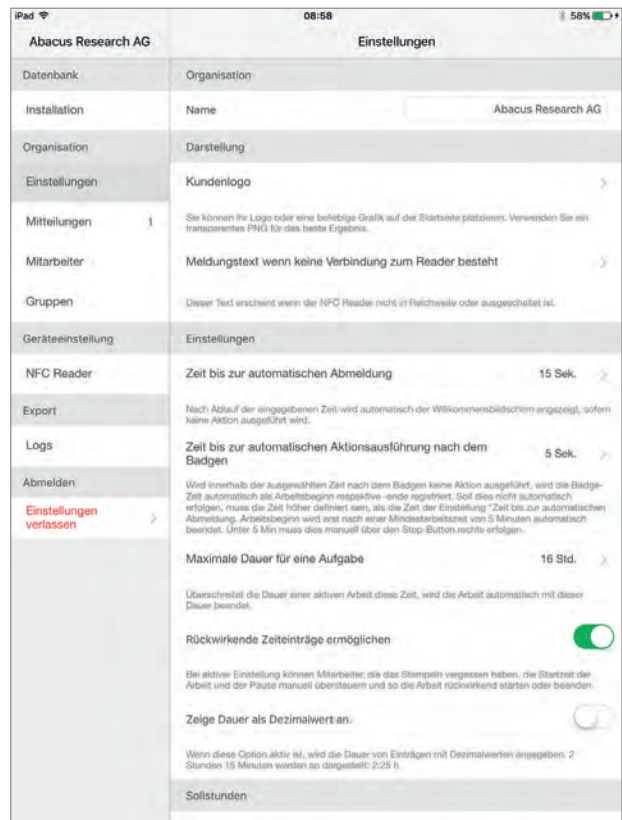 iPad 08:58 58%
Abacus Research AG
Einstellungen
Datenbank
Installation
Organisation
Einstellungen
Mitteilungen 1
Mitarbeiter
Gruppen
Geräteeinstellung
NFC Reader
Export
Logs
Abmelden
Einstellungen
verlassen
Organisation
Name Abacus Research AG
Darstellung
Kundenlogo
Sie können Ihr Logo oder eine beliebige Grafik auf der Startseite platzieren. Verwenden Sie ein
transparentes PNG für das beste Ergebnis.
Meldungstext wenn keine Verbindung zum Reader besteht
Dieser Text erscheint wenn der NFC Reader nicht in Reichweite oder ausgeschaltet ist.
Einstellungen
Zeit bis zur automatischen Abmeldung 15 Sek.
Nach Ablauf der eingegebenen Zeit wird automatisch der Willkommensbildschirm angezeigt, sofern
keine Aktion ausgeführt wird.
Zeit bis zur automatischen Aktionsausführung nach dem
Badgen 5 Sek.
Wird innerhalb der ausgewählten Zeit nach dem Badgen keine Aktion ausgeführt, wird die Badge-
Zeit automatisch als Arbeitsbeginn respektive -ende registriert. Soll dies nicht automatisch
erfolgen, muss die Zeit höher definiert sein, als die Zeit der Einstellung "Zeit bis zur automatischen
Abmeldung. Arbeitsbeginn wird erst nach einer Mindestarbeitszeit von 5 Minuten automatisch
beendet. Unter 5 Min muss dies manuell über den Stop-Button rechts erfolgen.
Maximale Dauer für eine Aufgabe 16 Std.
Überschreitet die Dauer einer aktiven Arbeit diese Zeit, wird die Arbeit automatisch mit dieser
Dauer beendet.
Rückwirkende Zeiteinträge ermöglichen
Bei aktiver Einstellung können Mitarbeiter, die das Stempeln vergessen haben, die Startzeit der
Arbeit und der Pause manuell übersteuern und so die Arbeit rückwirkend starten oder beenden.
Zeige Dauer als Dezimalwert an.
Wenn diese Option aktiv ist, wird die Dauer von Einträgen mit Dezimalwerten angegeben. 2
Stunden 15 Minuten werden so dargestellt: 2:25 h
Sollstunden